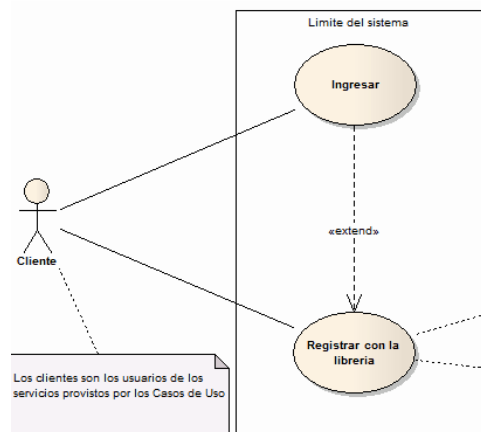 Limite del sistema
Ingresar
«extend»
Cliente
Registrar con la
libreria
Los clientes son los usuarios de los
servicios provistos por los Casos de Uso